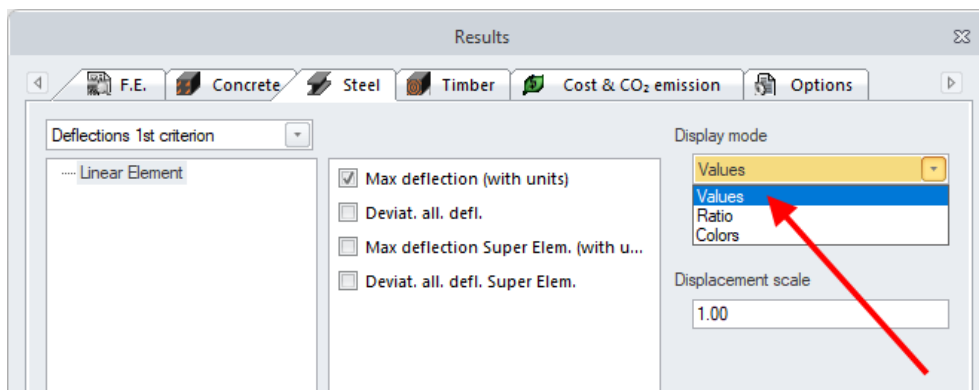 Results
F.E.
Concrete
Steel
Timber
Cost & CO₂ emission
Options
Deflections 1st criterion
Linear Element
Max deflection (with units)
Deviat. all. defl.
Max deflection Super Elem. (with u...
Deviat. all. defl. Super Elem.
Display mode
Values
Values
Ratio
Colors
Displacement scale
1.00